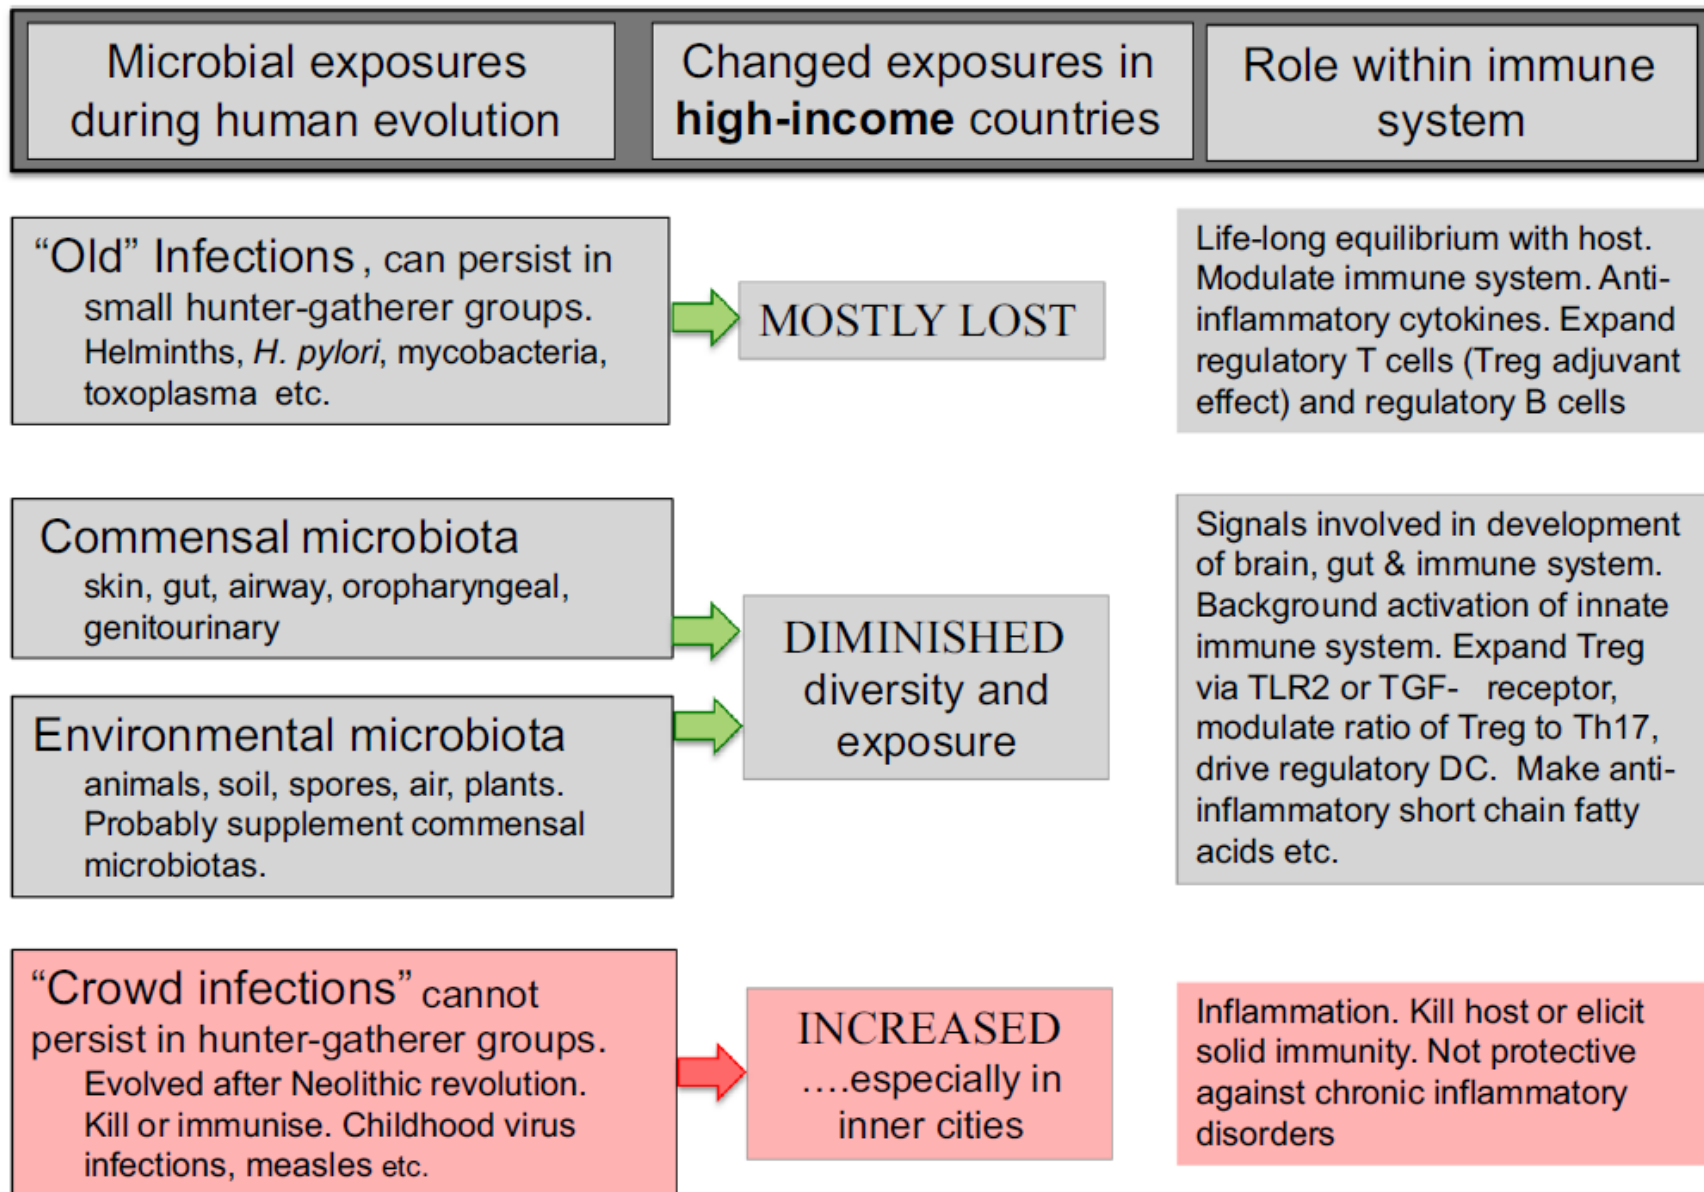 Microbial exposures
during human evolution
Changed exposures in
high-income countries
Role within immune
system
“Old” Infections , can persist in
small hunter-gatherer groups.
Helminths, H. pylori, mycobacteria,
toxoplasma etc.
MOSTLY LOST
Life-long equilibrium with host.
Modulate immune system. Anti-
inflammatory cytokines. Expand
regulatory T cells (Treg adjuvant
effect) and regulatory B cells
Commensal microbiota
skin, gut, airway, oropharyngeal,
genitourinary
Environmental microbiota
animals, soil, spores, air, plants.
Probably supplement commensal
microbiotas.
DIMINISHED
diversity and
exposure
Signals involved in development
of brain, gut & immune system.
Background activation of innate
immune system. Expand Treg
via TLR2 or TGF- receptor,
modulate ratio of Treg to Th17,
drive regulatory DC. Make anti-
inflammatory short chain fatty
acids etc.
“Crowd infections” cannot
persist in hunter-gatherer groups.
Evolved after Neolithic revolution.
Kill or immunise. Childhood virus
infections, measles etc.
INCREASED
....especially in
inner cities
Inflammation. Kill host or elicit
solid immunity. Not protective
against chronic inflammatory
disorders